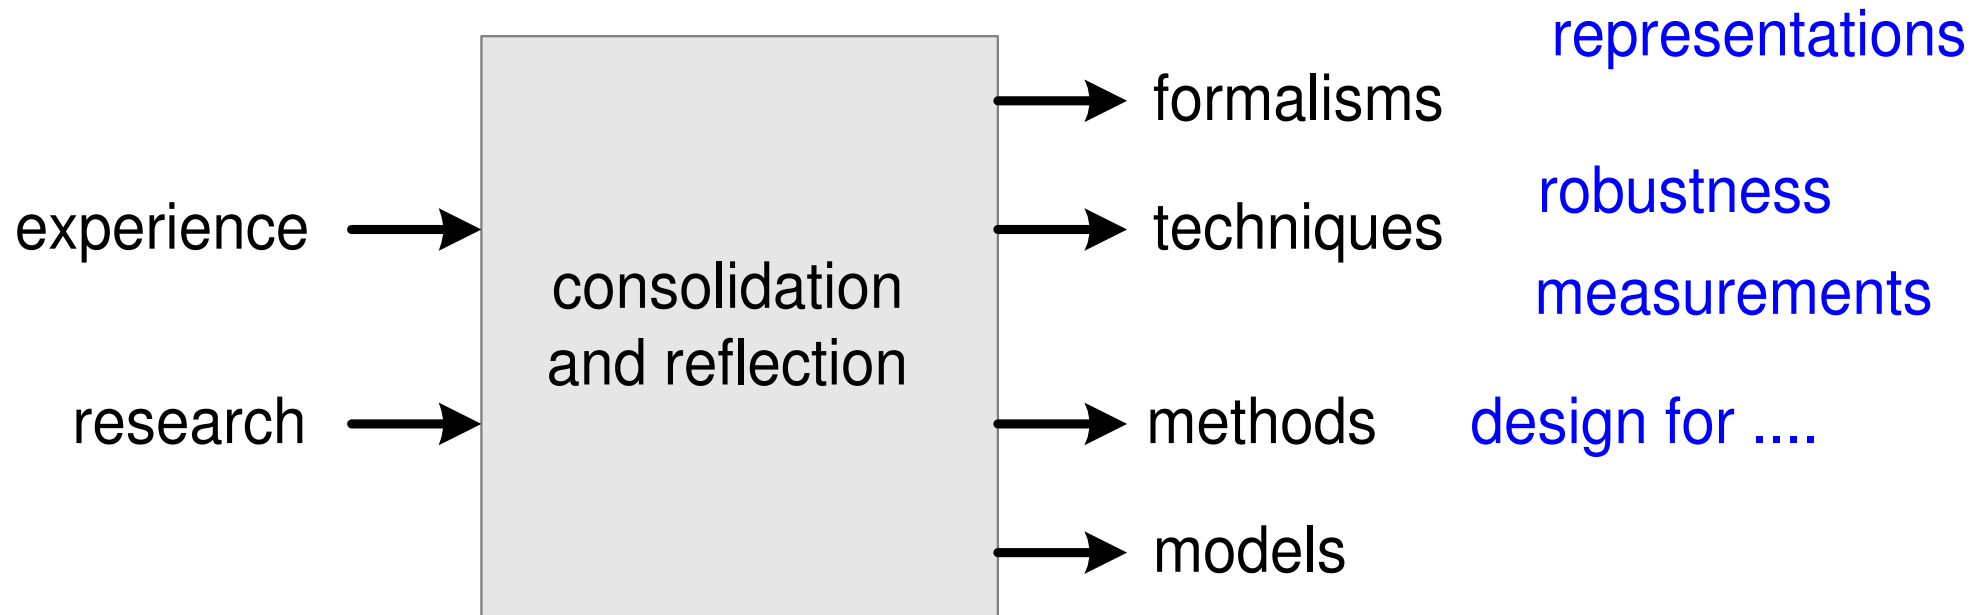 representations
formalisms
experience
techniques
robustness
consolidation
and reflection
measurements
research
methods
design for ....
models